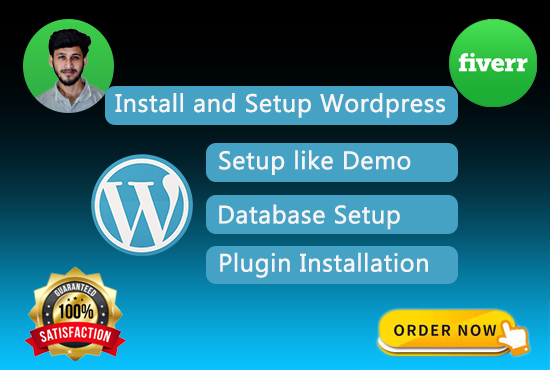 fiverr
Install and Setup Wordpress
Setup like Demo
Database Setup
Plugin Installation
W
GUARANTEED
100%
SATISFACTION
ORDER NOW